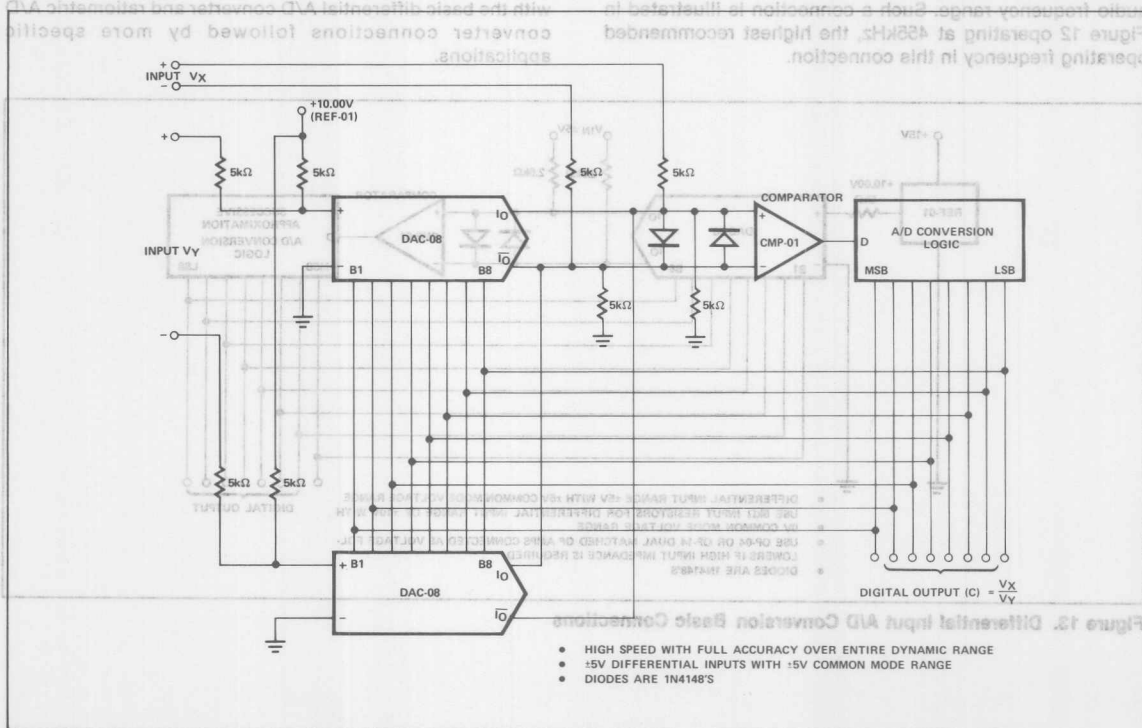 audio frequency range. Such a connection is illustrated in
Figure 12 operating at 455kHz, the highest recommended
operating frequency in this connection.
with the basic differential A/D converter and ratiometric A/D
converter connections followed by more specific
applications.
+
INPUT VX
−
+10.00V
(REF-01)
+
5kΩ
5kΩ
5kΩ
5kΩ
COMPARATOR
+
IO
DAC-08
IO
−
B1
B8
+
CMP-01
−
D
A/D CONVERSION
LOGIC
MSB
LSB
INPUT VY
5kΩ
5kΩ
−
5kΩ
5kΩ
+
B1
B8
IO
DAC-08
−
IO
DIGITAL OUTPUT (C) = VX/VY
Figure 13. Differential Input A/D Conversion Basic Connections
• HIGH SPEED WITH FULL ACCURACY OVER ENTIRE DYNAMIC RANGE
• ±5V DIFFERENTIAL INPUTS WITH ±5V COMMON MODE RANGE
• DIODES ARE 1N4148'S